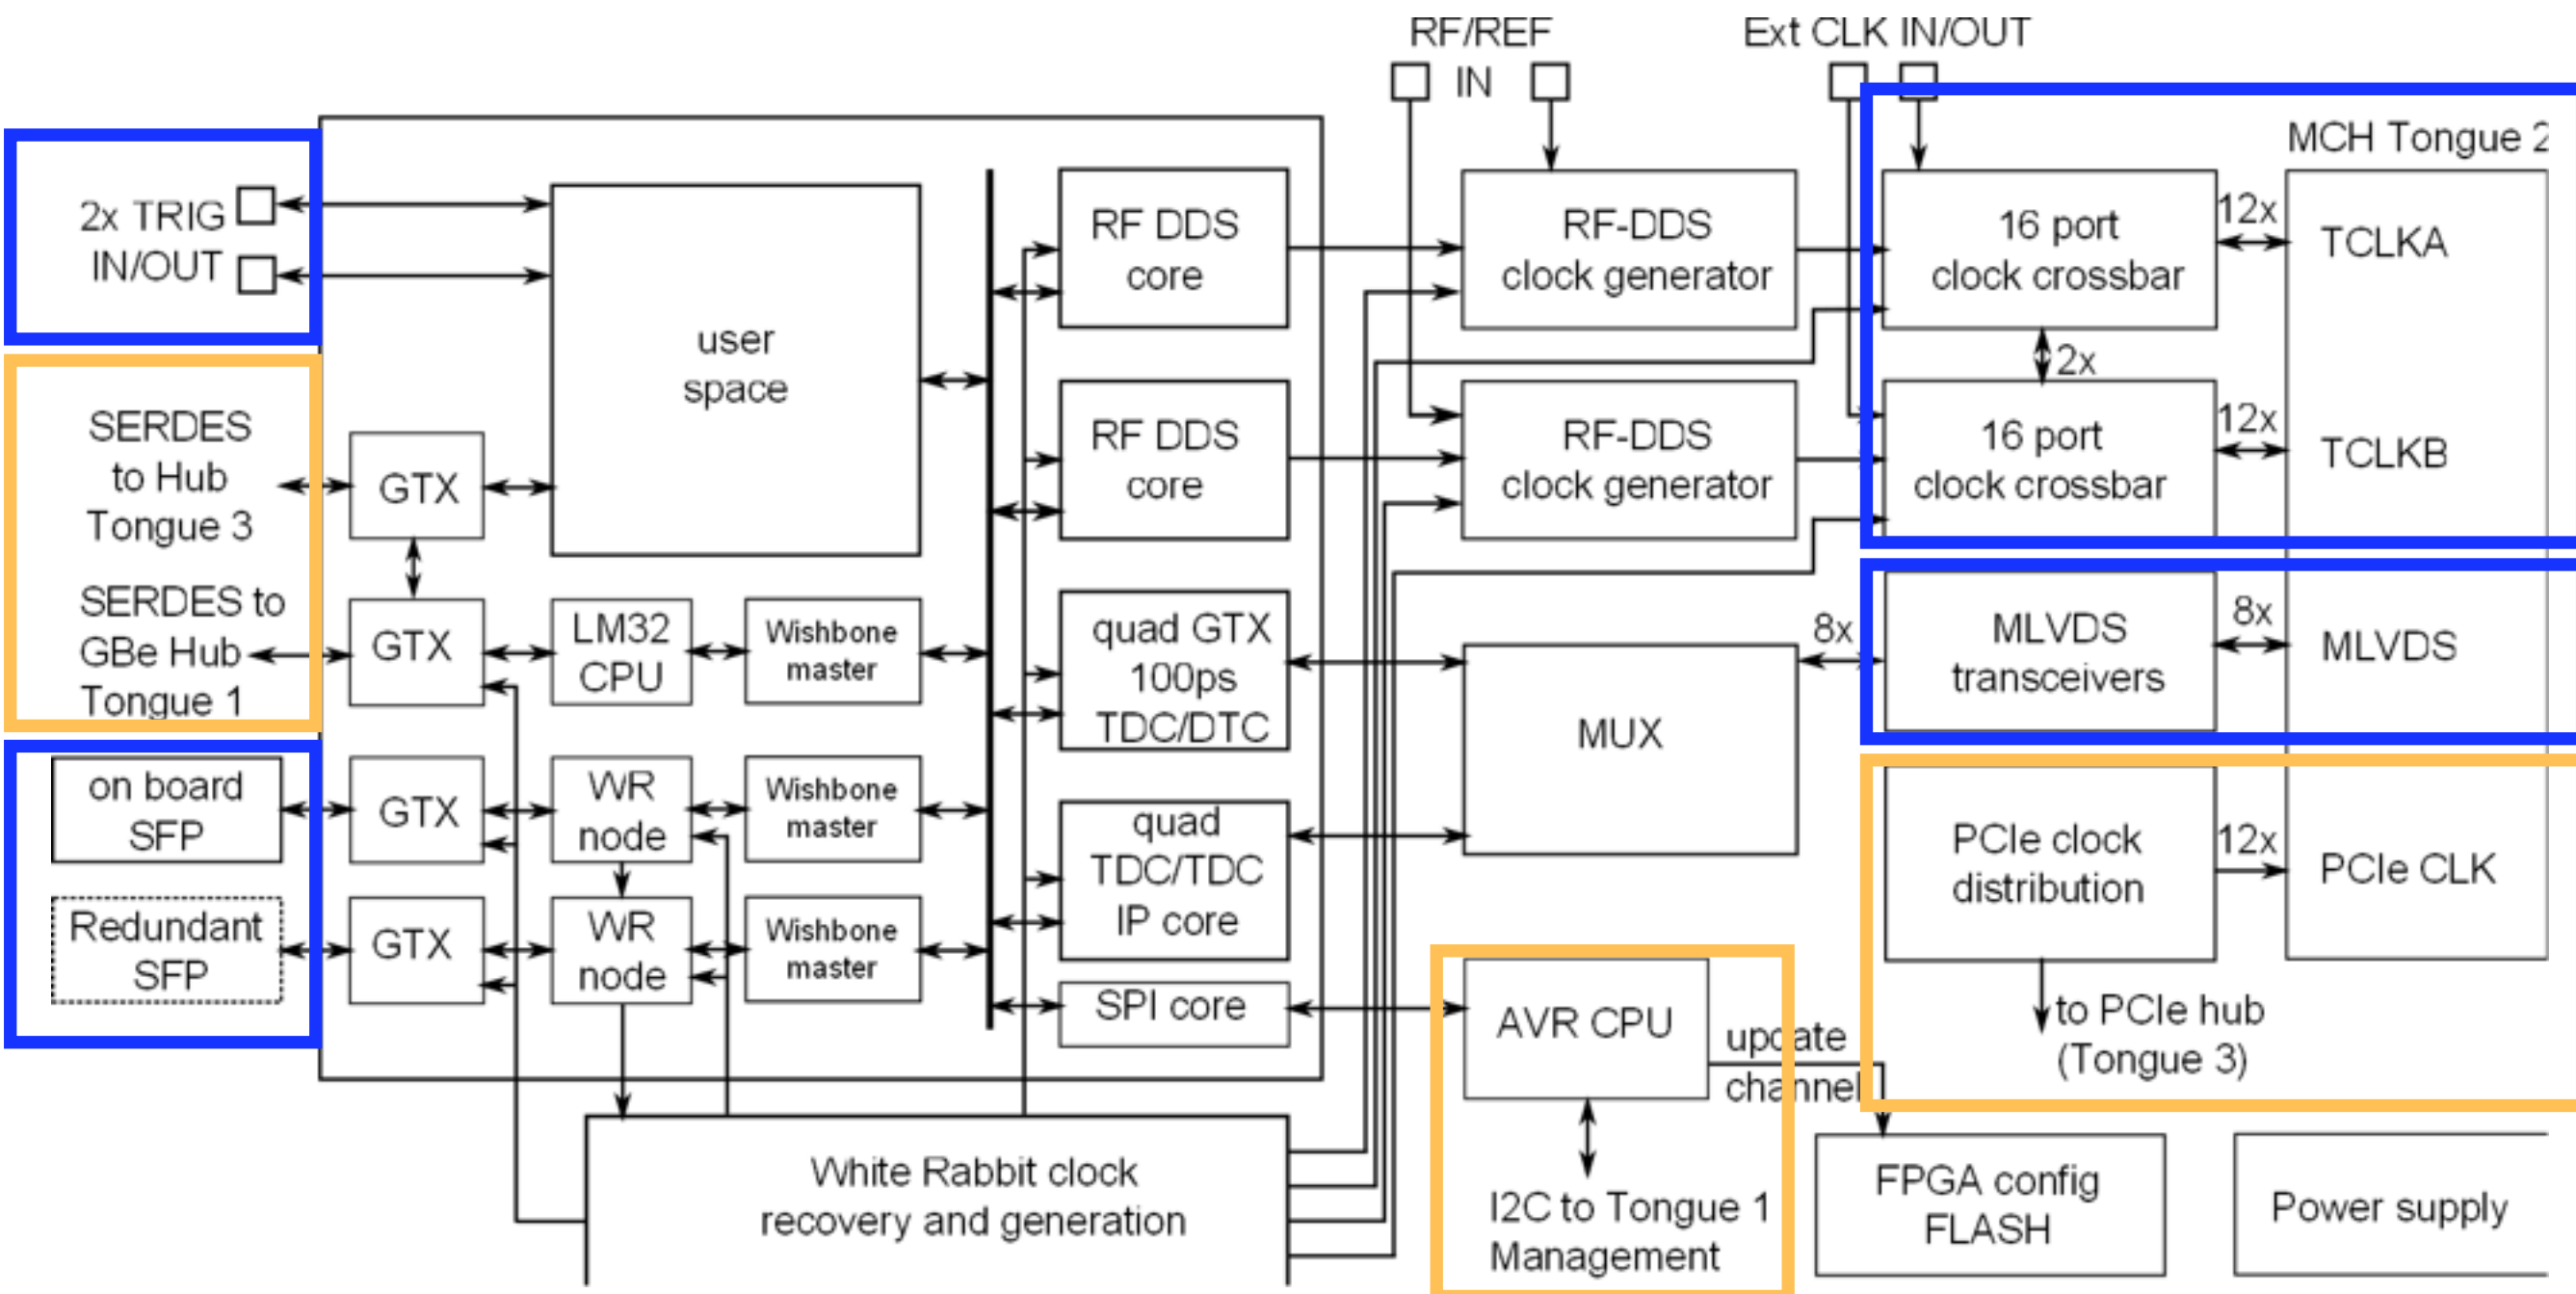 RF/REF
IN
Ext CLK IN/OUT
MCH Tongue 2
2x TRIG
IN/OUT
user
space
RF DDS
core
RF-DDS
clock generator
16 port
clock crossbar
12x
TCLKA
2x
SERDES
to Hub
Tongue 3
GTX
RF DDS
core
RF-DDS
clock generator
16 port
clock crossbar
12x
TCLKB
SERDES to
GBe Hub
Tongue 1
GTX
LM32
CPU
Wishbone
master
quad GTX
100ps
TDC/DTC
MUX
8x
MLVDS
transceivers
8x
MLVDS
on board
SFP
GTX
WR
node
Wishbone
master
quad
TDC/TDC
IP core
PCIe clock
distribution
12x
PCIe CLK
Redundant
SFP
GTX
WR
node
Wishbone
master
SPI core
AVR CPU
update
channel
to PCIe hub
(Tongue 3)
White Rabbit clock
recovery and generation
I2C to Tongue 1
Management
FPGA config
FLASH
Power supply